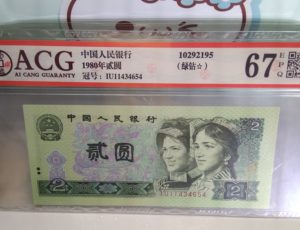 ACG
AI CANG GUARANTY
中国人民银行
1980年贰圆
冠号: IU11434654
10292195
(绿钻☆)
67
E
P
Q
中国人民银行
贰圆
2
2
IU11434654